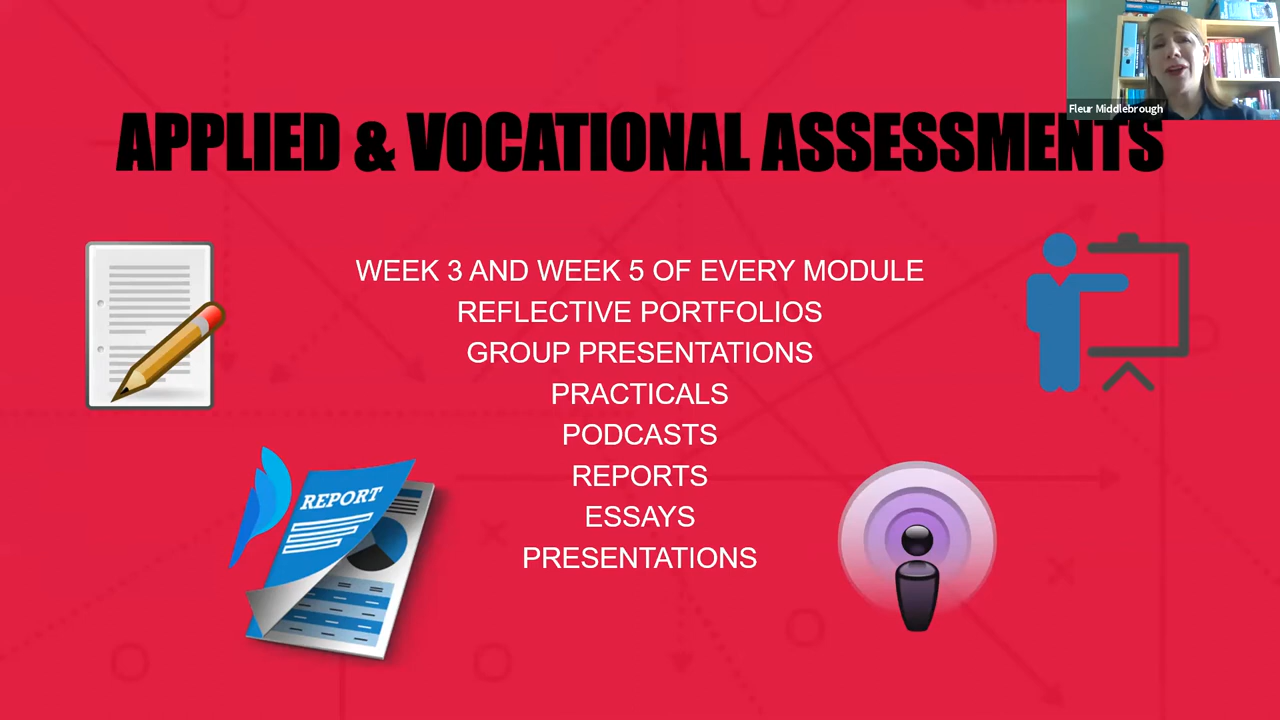 Fleur Middlebrough
APPLIED & VOCATIONAL ASSESSMENTS
WEEK 3 AND WEEK 5 OF EVERY MODULE
REFLECTIVE PORTFOLIOS
GROUP PRESENTATIONS
PRACTICALS
PODCASTS
REPORTS
ESSAYS
PRESENTATIONS
REPORT